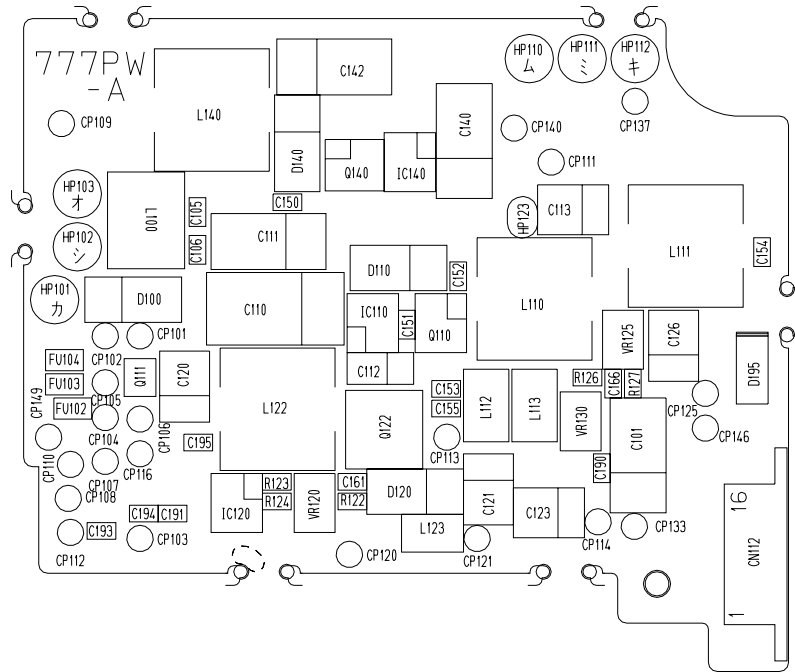 777PW
-A
HP110
ム
HP111
ミ
HP112
キ
C142
L140
CP109
CP137
C140
CP140
D140
Q140
IC140
CP111
HP103
オ
L100
C105
C150
C111
HP123
C113
L111
C154
HP102
シ
C106
D110
C152
HP101
カ
D100
C110
IC110
C151
Q110
L110
CP101
CP102
VR125
C126
FU104
FU103
FU102
Q111
C120
C112
R126
C166
R127
D195
CP149
CP105
CP104
CP106
L122
Q122
C153
C155
L112
L113
VR130
C101
CP125
CP146
C195
CP113
CP110
CP107
CP116
CP108
R123
R124
C161
R122
D120
C190
IC120
VR120
C121
C123
C194
C191
C193
CP103
L123
CP114
CP133
CP112
CP120
CP121
16
CN112
1